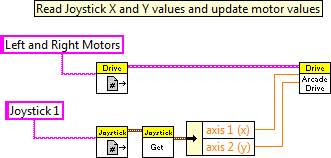 Read Joystick X and Y values and update motor values
Left and Right Motors
Drive
#
Drive
Arcade
Drive
Joystick 1
Joystick
#
Joystick
Get
axis 1 (x)
axis 2 (y)